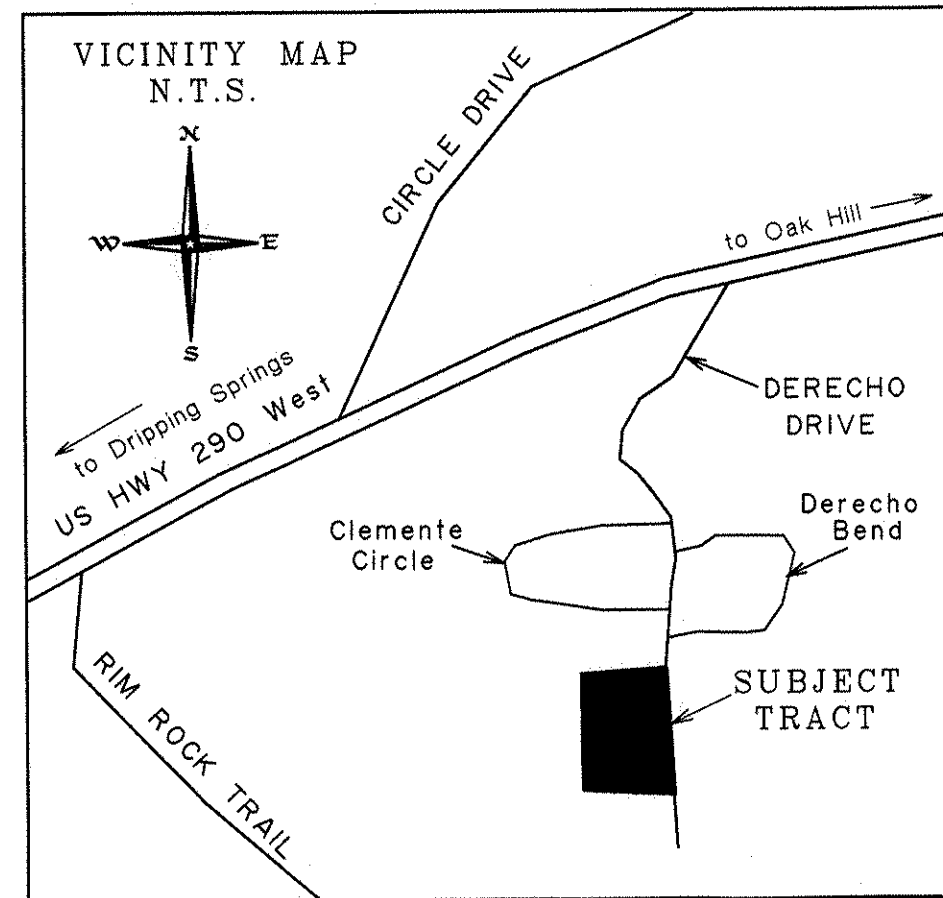 VICINITY MAP
N.T.S.
N
W E
S
CIRCLE DRIVE
to Oak Hill
to Dripping Springs
US HWY 290 West
DERECHO
DRIVE
Clemente
Circle
Derecho
Bend
RIM ROCK TRAIL
SUBJECT
TRACT